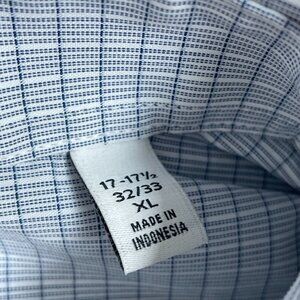 17-17½
32/33
XL
MADE IN
INDONESIA